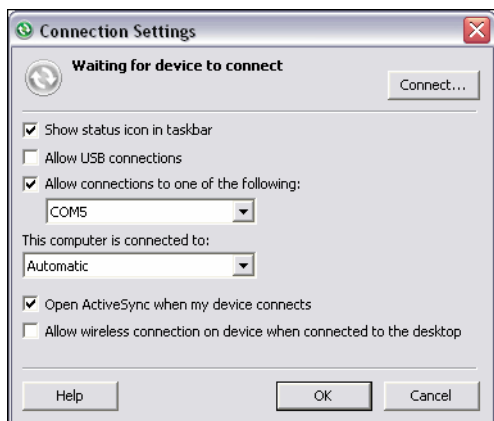 Connection Settings
Waiting for device to connect
Connect...
Show status icon in taskbar
Allow USB connections
Allow connections to one of the following:
COM5
This computer is connected to:
Automatic
Open ActiveSync when my device connects
Allow wireless connection on device when connected to the desktop
Help OK Cancel